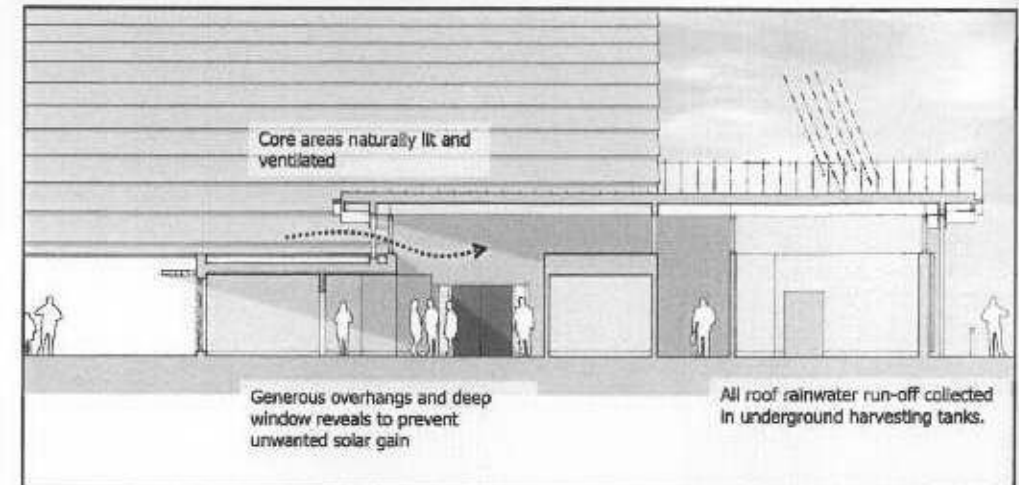 Core areas naturally lit and
ventilated
Generous overhangs and deep
window reveals to prevent
unwanted solar gain
All roof rainwater run-off collected
in underground harvesting tanks.